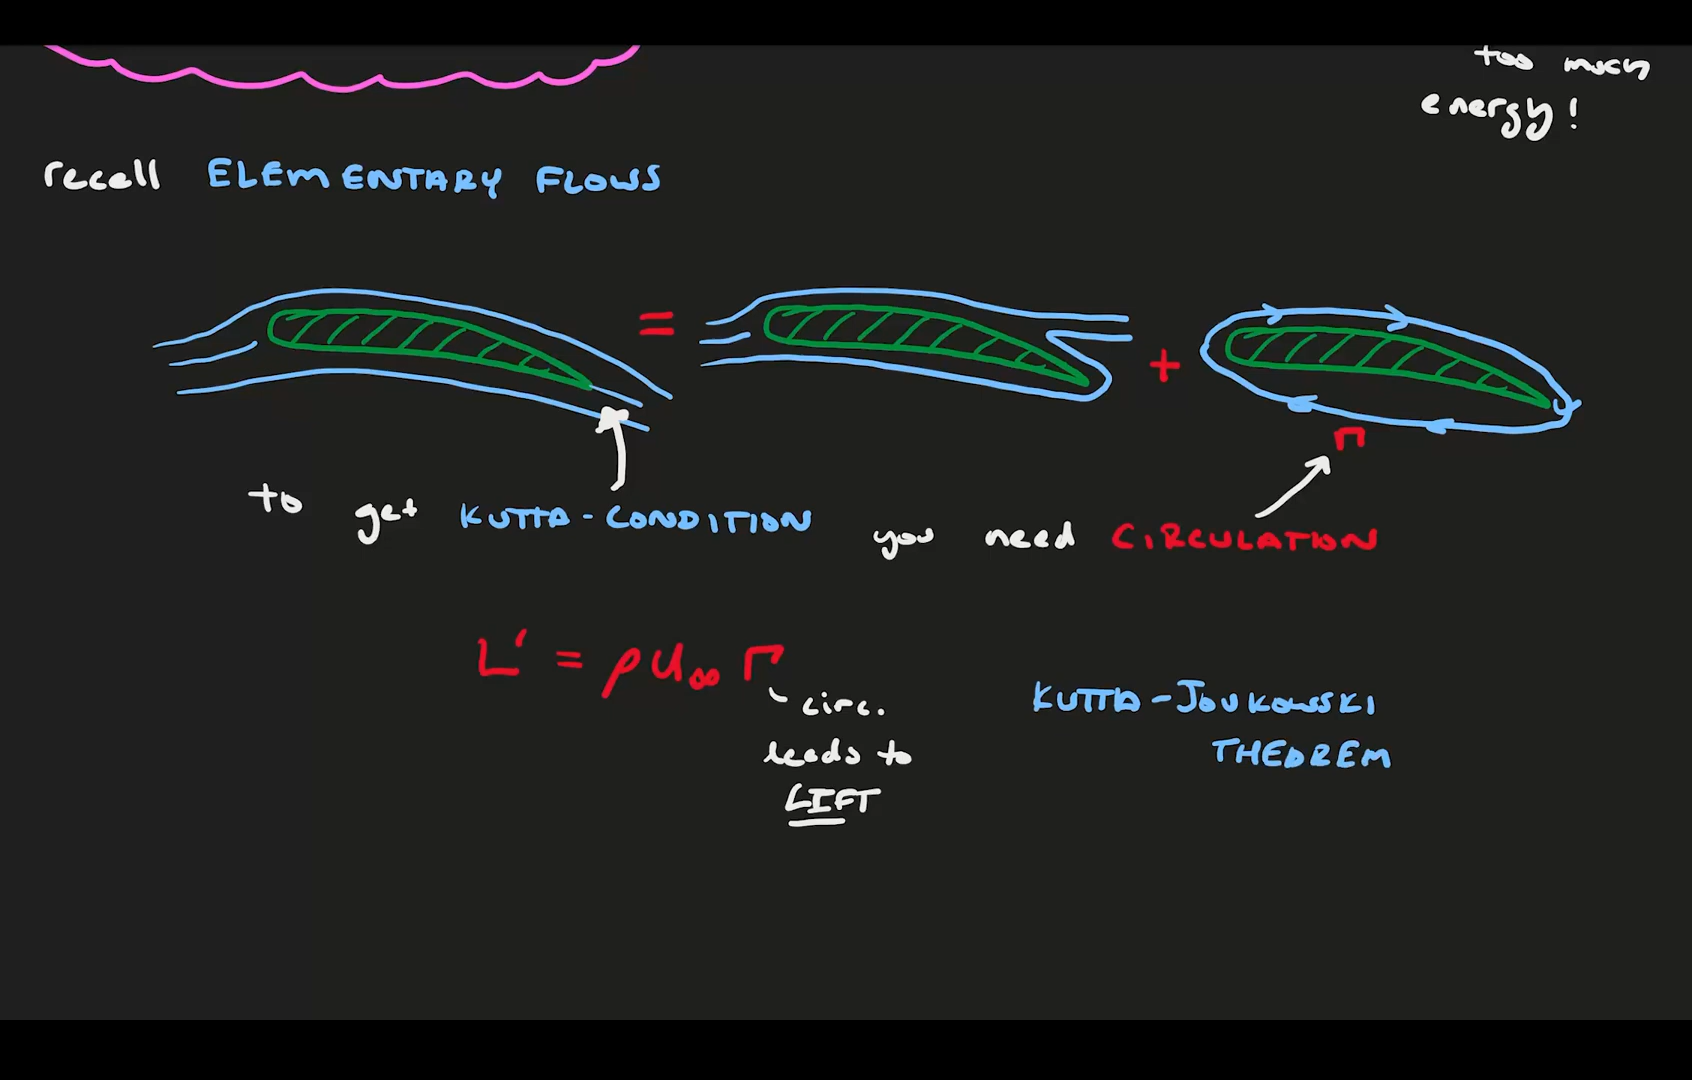 too much
energy!
recall ELEMENTARY FLOWS
= +
Γ
to get KUTTA-CONDITION you need CIRCULATION
L' = ρU∞ Γ
circ.
leads to
LIFT
KUTTA-JOUKOWSKI
THEOREM